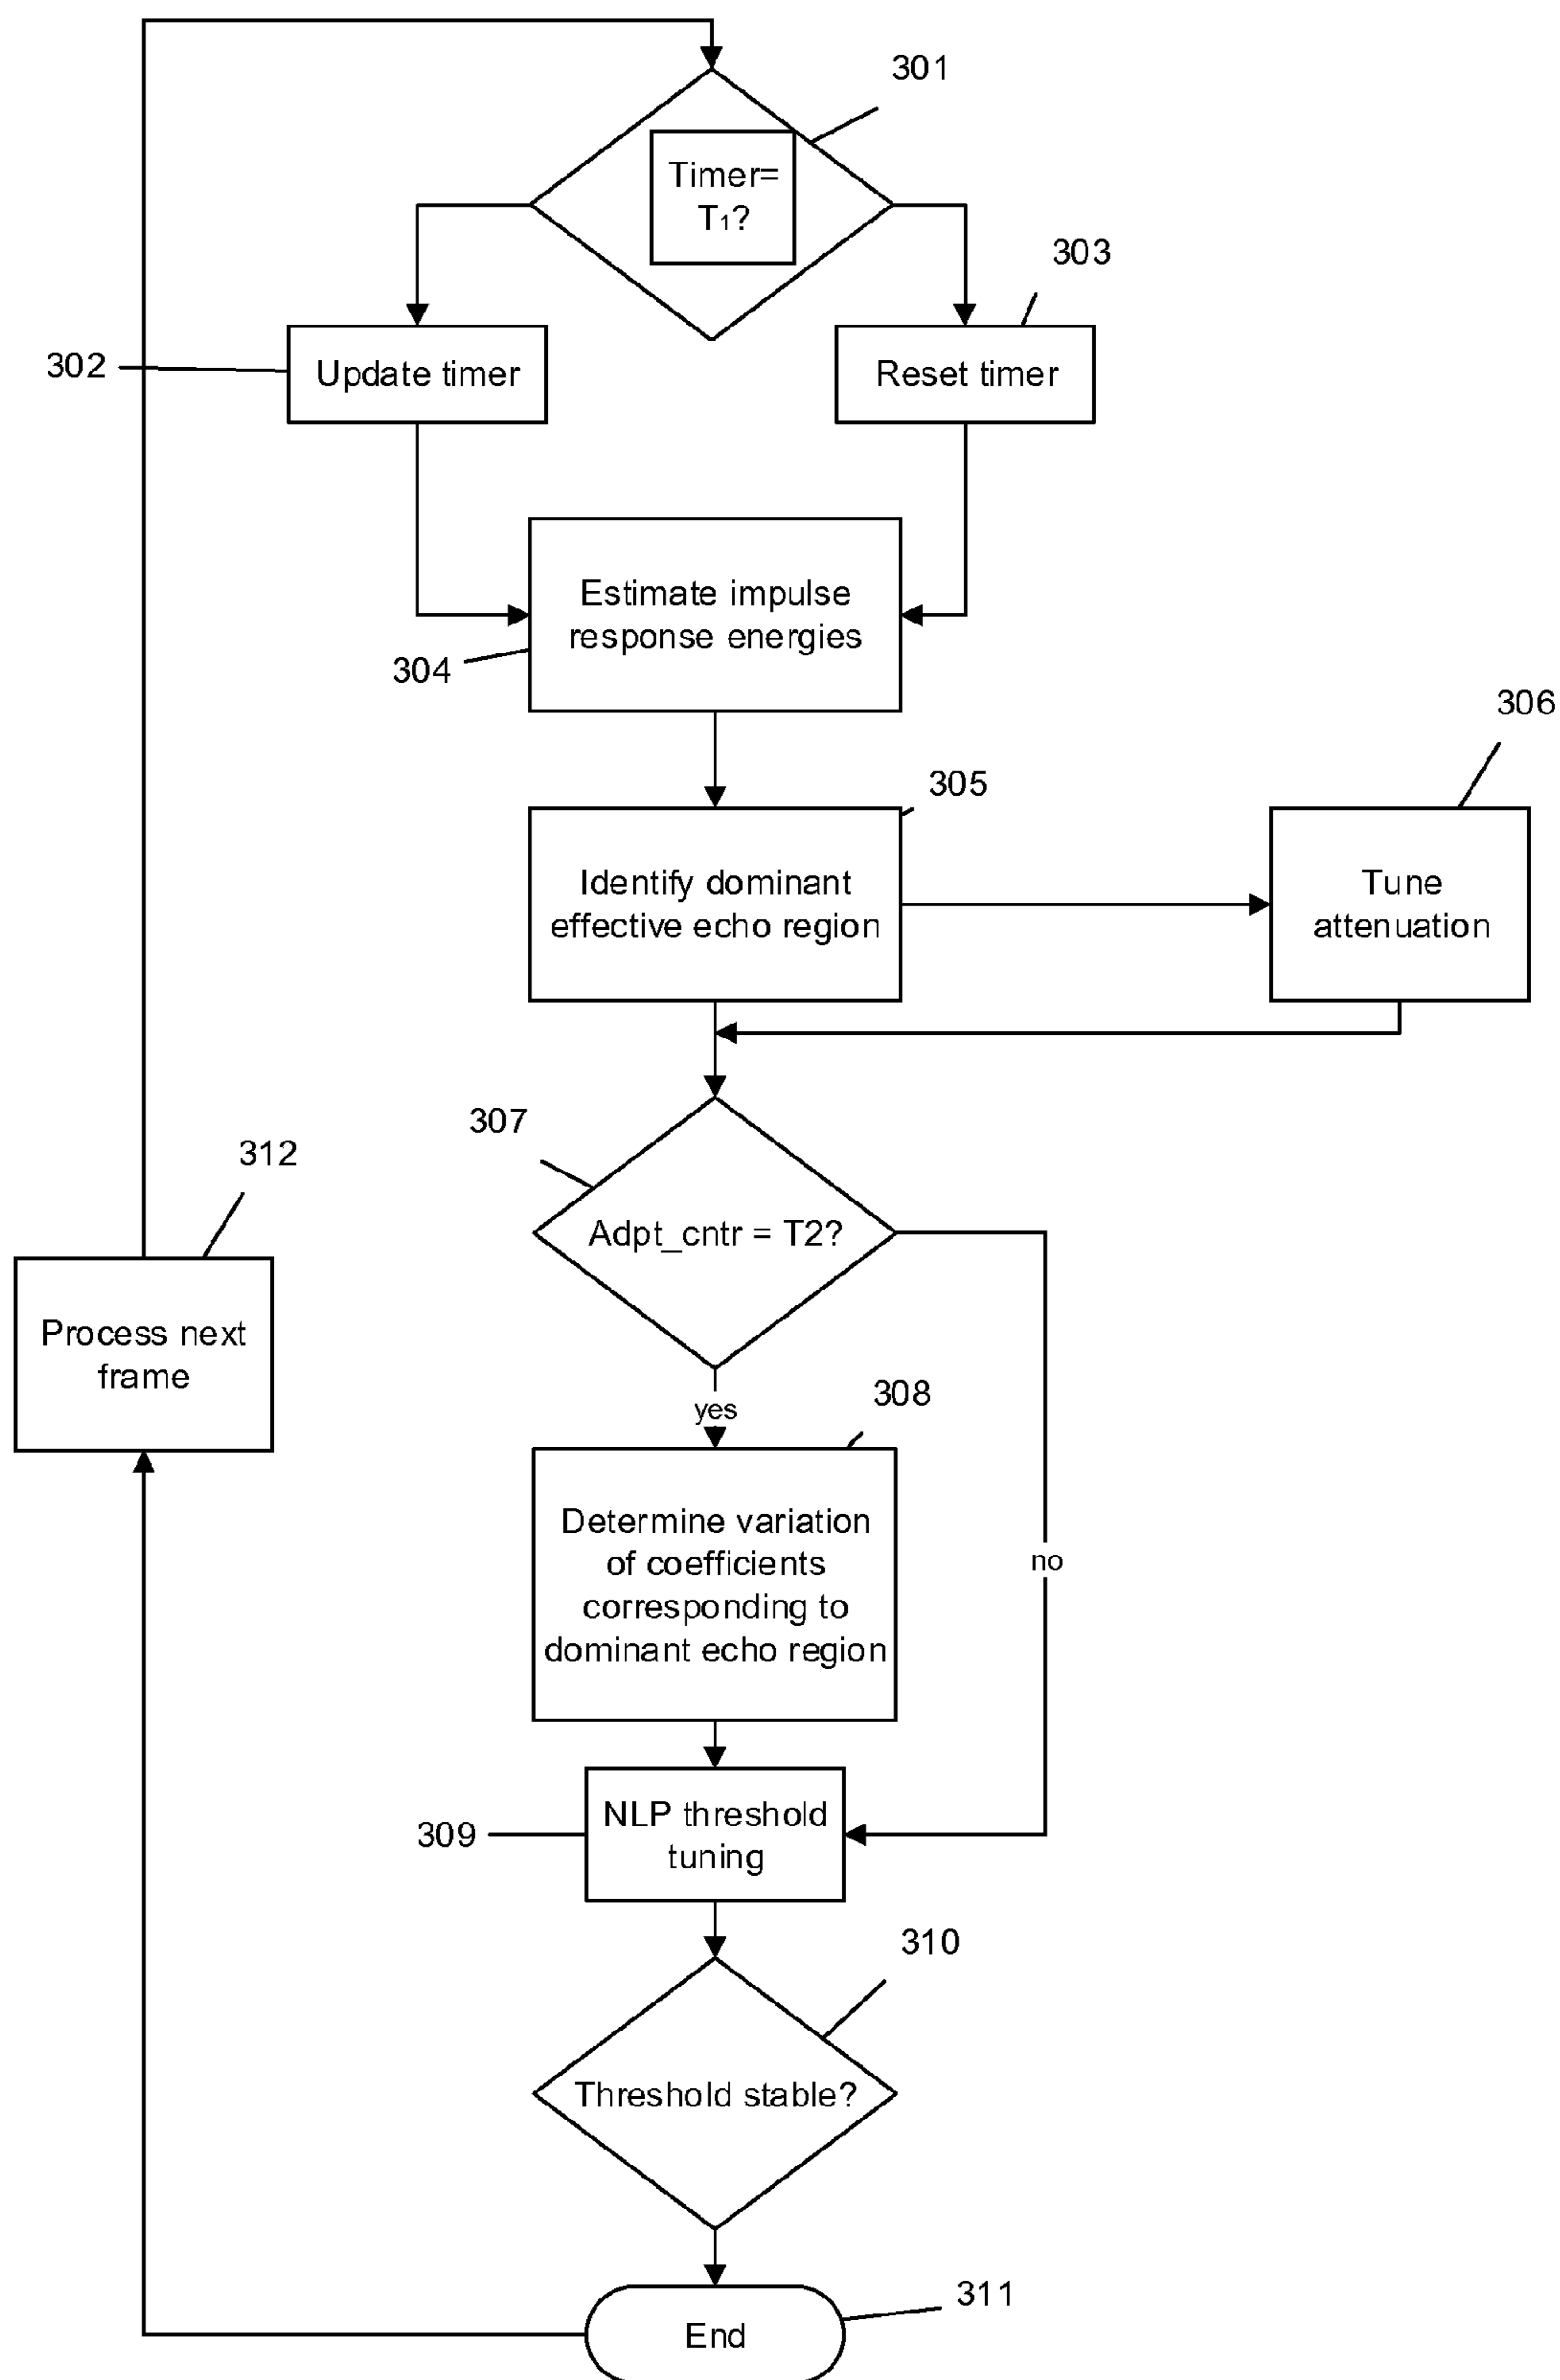 301
Timer=
T₁?
303
302
Update timer
Reset timer
Estimate impulse
response energies
304
306
305
Identify dominant
effective echo region
Tune
attenuation
307
312
Adpt_cntr = T2?
Process next
frame
yes
308
Determine variation
of coefficients
corresponding to
dominant echo region
no
309
NLP threshold
tuning
310
Threshold stable?
311
End